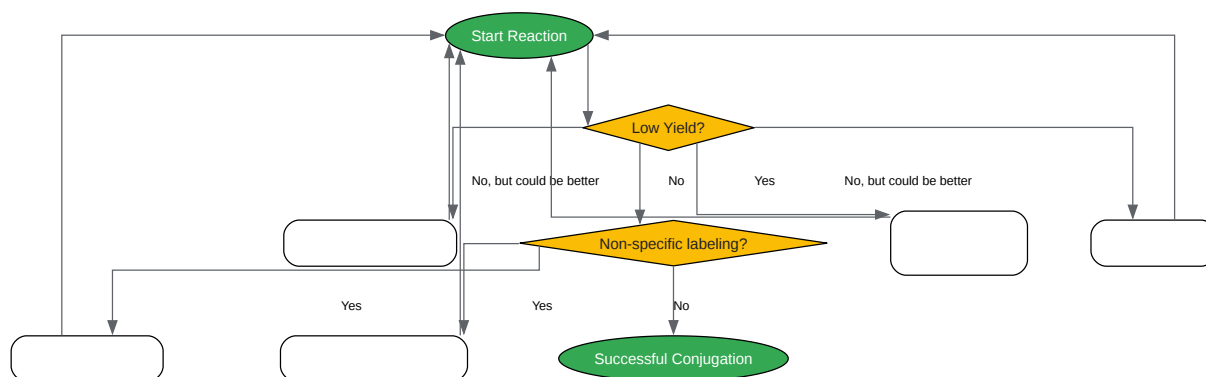 Start Reaction
Low Yield?
No, but could be better
No
Yes
No, but could be better
Non-specific labeling?
Yes
Yes
No
Successful Conjugation